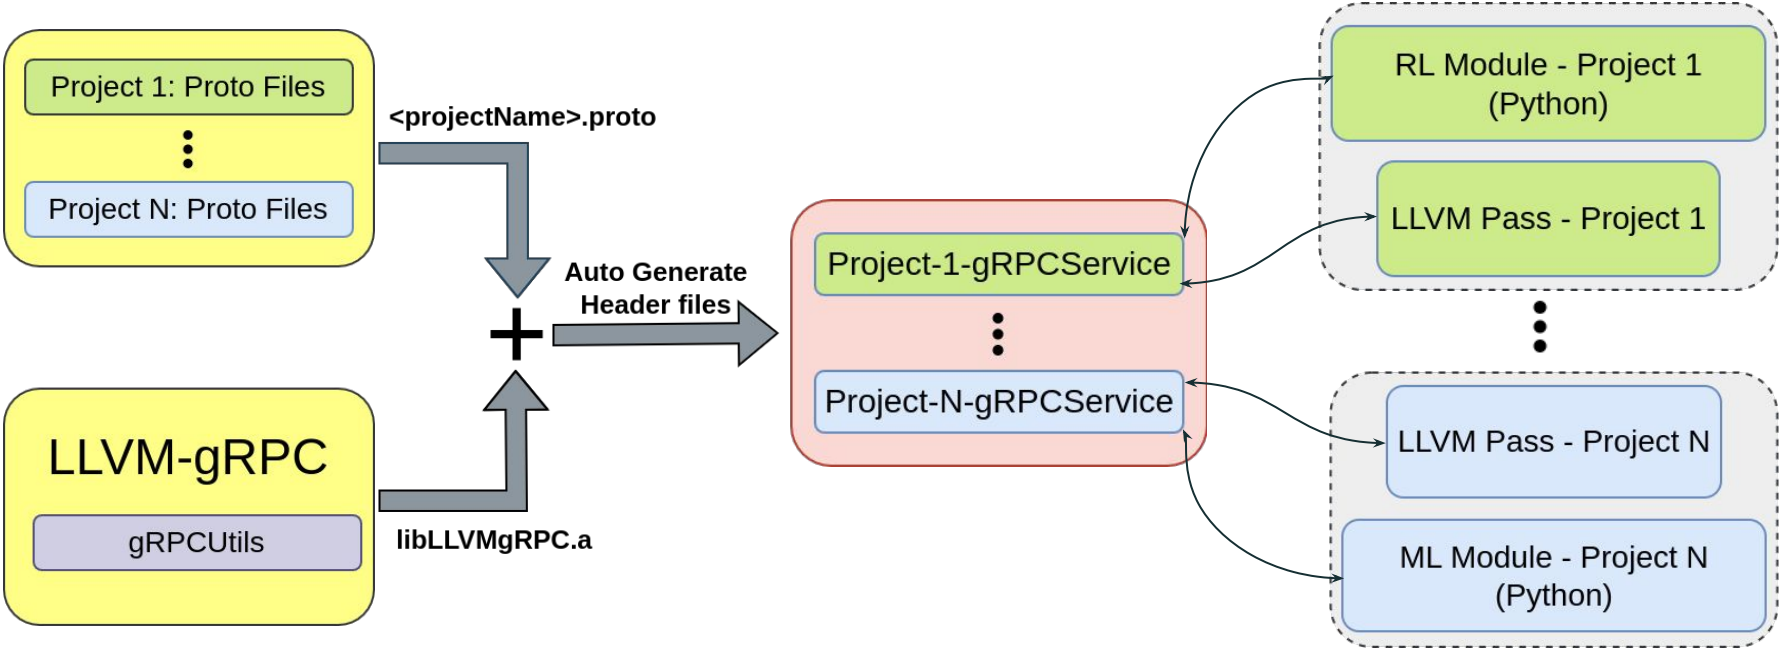 Project 1: Proto Files
Project N: Proto Files
<projectName>.proto
LLVM-gRPC
gRPCUtils
libLLVMgRPC.a
+
Auto Generate
Header files
Project-1-gRPCService
Project-N-gRPCService
RL Module - Project 1
(Python)
LLVM Pass - Project 1
LLVM Pass - Project N
ML Module - Project N
(Python)